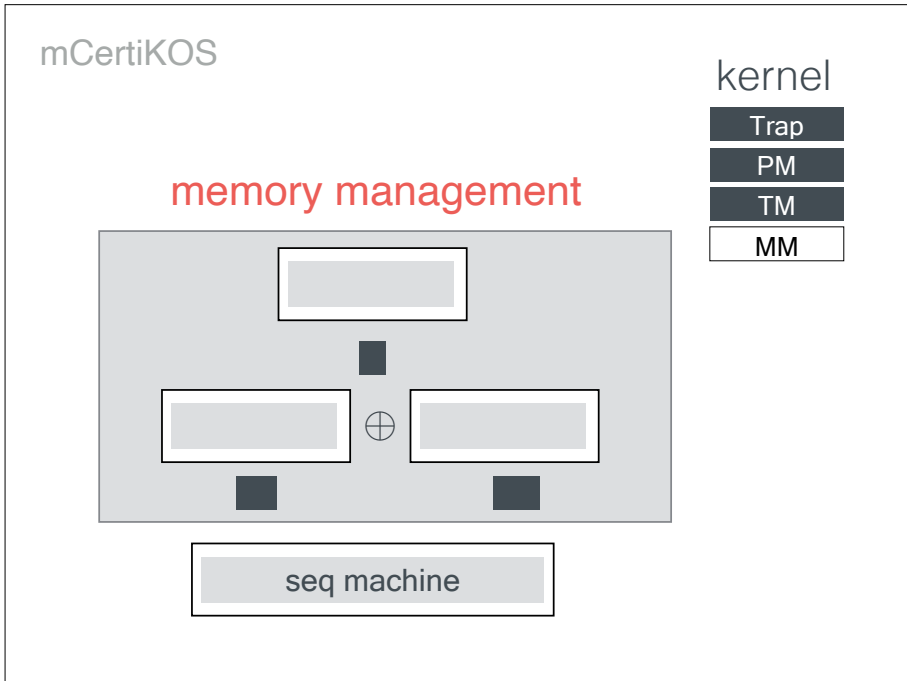 mCertiKOS
kernel
Trap
PM
TM
MM
memory management
seq machine